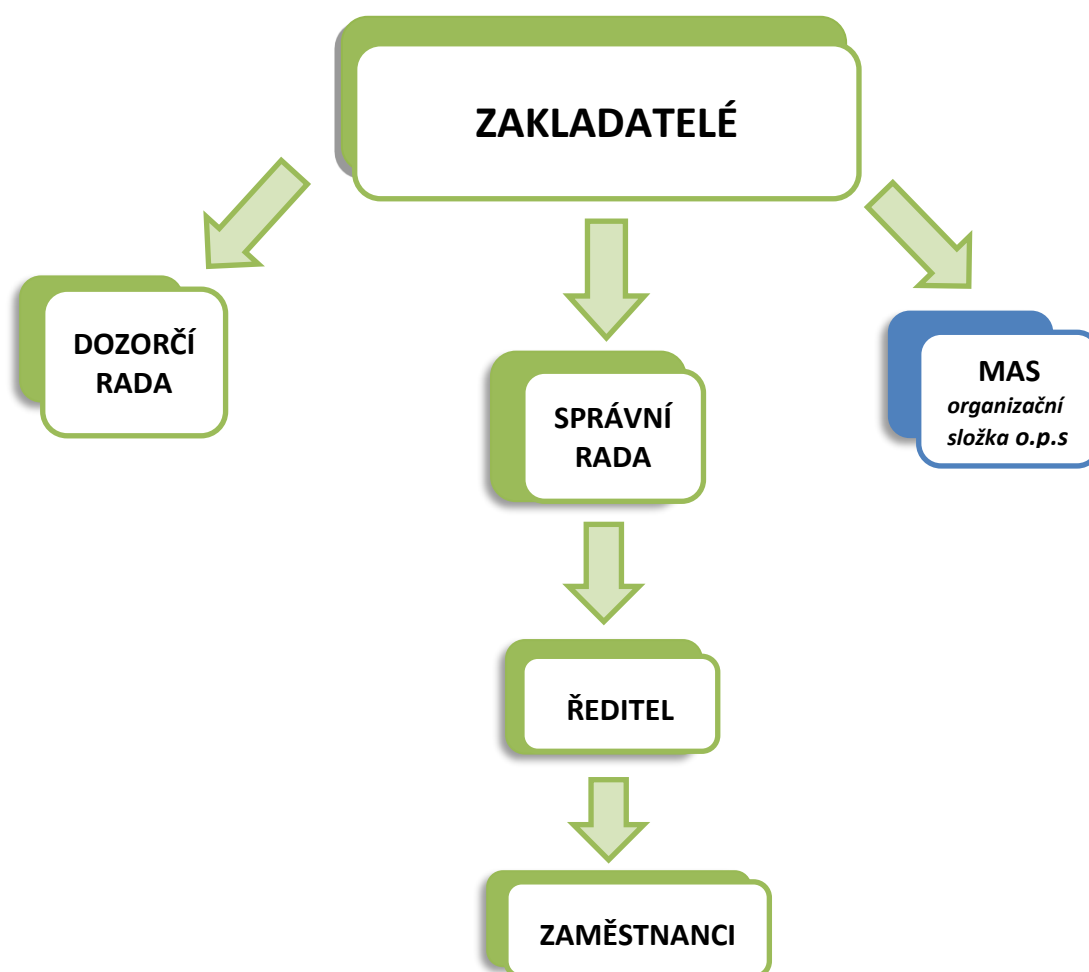 ZAKLADATELÉ
DOZORČÍ
RADA
SPRÁVNÍ
RADA
MAS
organizační
složka o.p.s
ŘEDITEL
ZAMĚSTNANCI